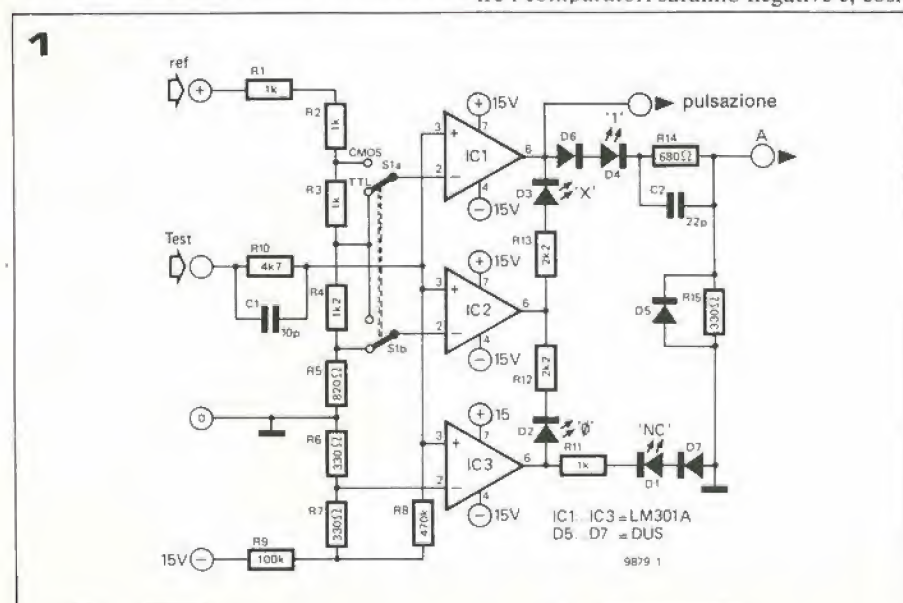 1
ref
+
R1
1k
R2
1k
CMOS
S1a
TTL
R3
1k
Test
R10
4k7
C1
10p
R4
1k2
S1b
R5
820Ω
0
R6
330Ω
R7
330Ω
R8
470k
15V −
R9
100k
+ 15V
3
7
IC1
6
2
4
− 15V
+ 15V
3
7
IC2
6
2
4
− 15V
+ 15
3
7
IC3
6
2
4
− 15V
pulsazione
D6
'1'
D4
R14
680Ω
C2
22p
A
D3
'X'
R13
2k2
R12
2k2
D2
'0'
R11
1k
'NC'
D1
D7
D5
R15
330Ω
IC1...IC3 = LM301A
D5...D7 = DUS
9879 1